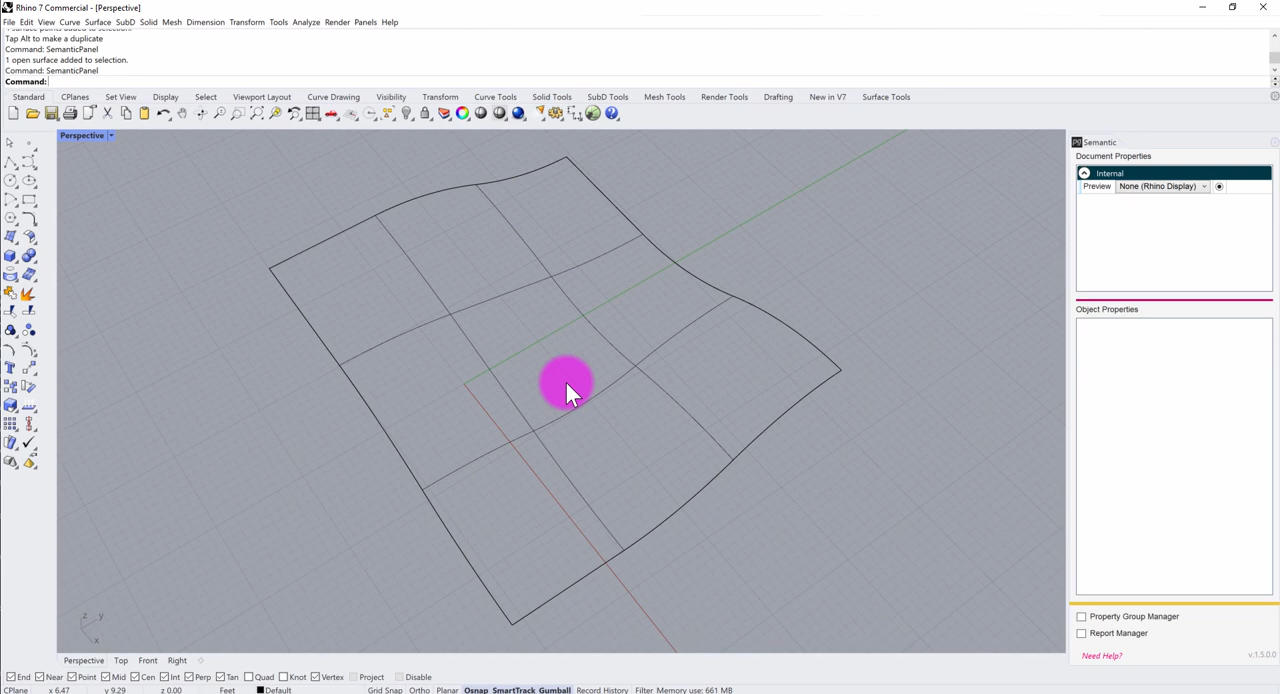 Rhino 7 Commercial - [Perspective]
File Edit View Curve Surface SubD Solid Mesh Dimension Transform Tools Analyze Render Panels Help
1 surface points added to selection.
Tap Alt to make a duplicate
Command: SemanticPanel
1 open surface added to selection.
Command: SemanticPanel
Command:
Standard CPlanes Set View Display Select Viewport Layout Visibility Transform Curve Tools Surface Tools Solid Tools SubD Tools Mesh Tools Render Tools Drafting New in V7
Perspective
Semantic
Document Properties
Internal
Preview None (Rhino Display)
Object Properties
z y
x
Property Group Manager
Report Manager
Need Help? v.1.5.0.0
Perspective Top Front Right
End Near Point Mid Cen Int Perp Tan Quad Knot Vertex Project Disable
CPlane x 6.47 y 9.29 z 0.00 Feet Default Grid Snap Ortho Planar Osnap SmartTrack Gumball Record History Filter Memory use: 661 MB